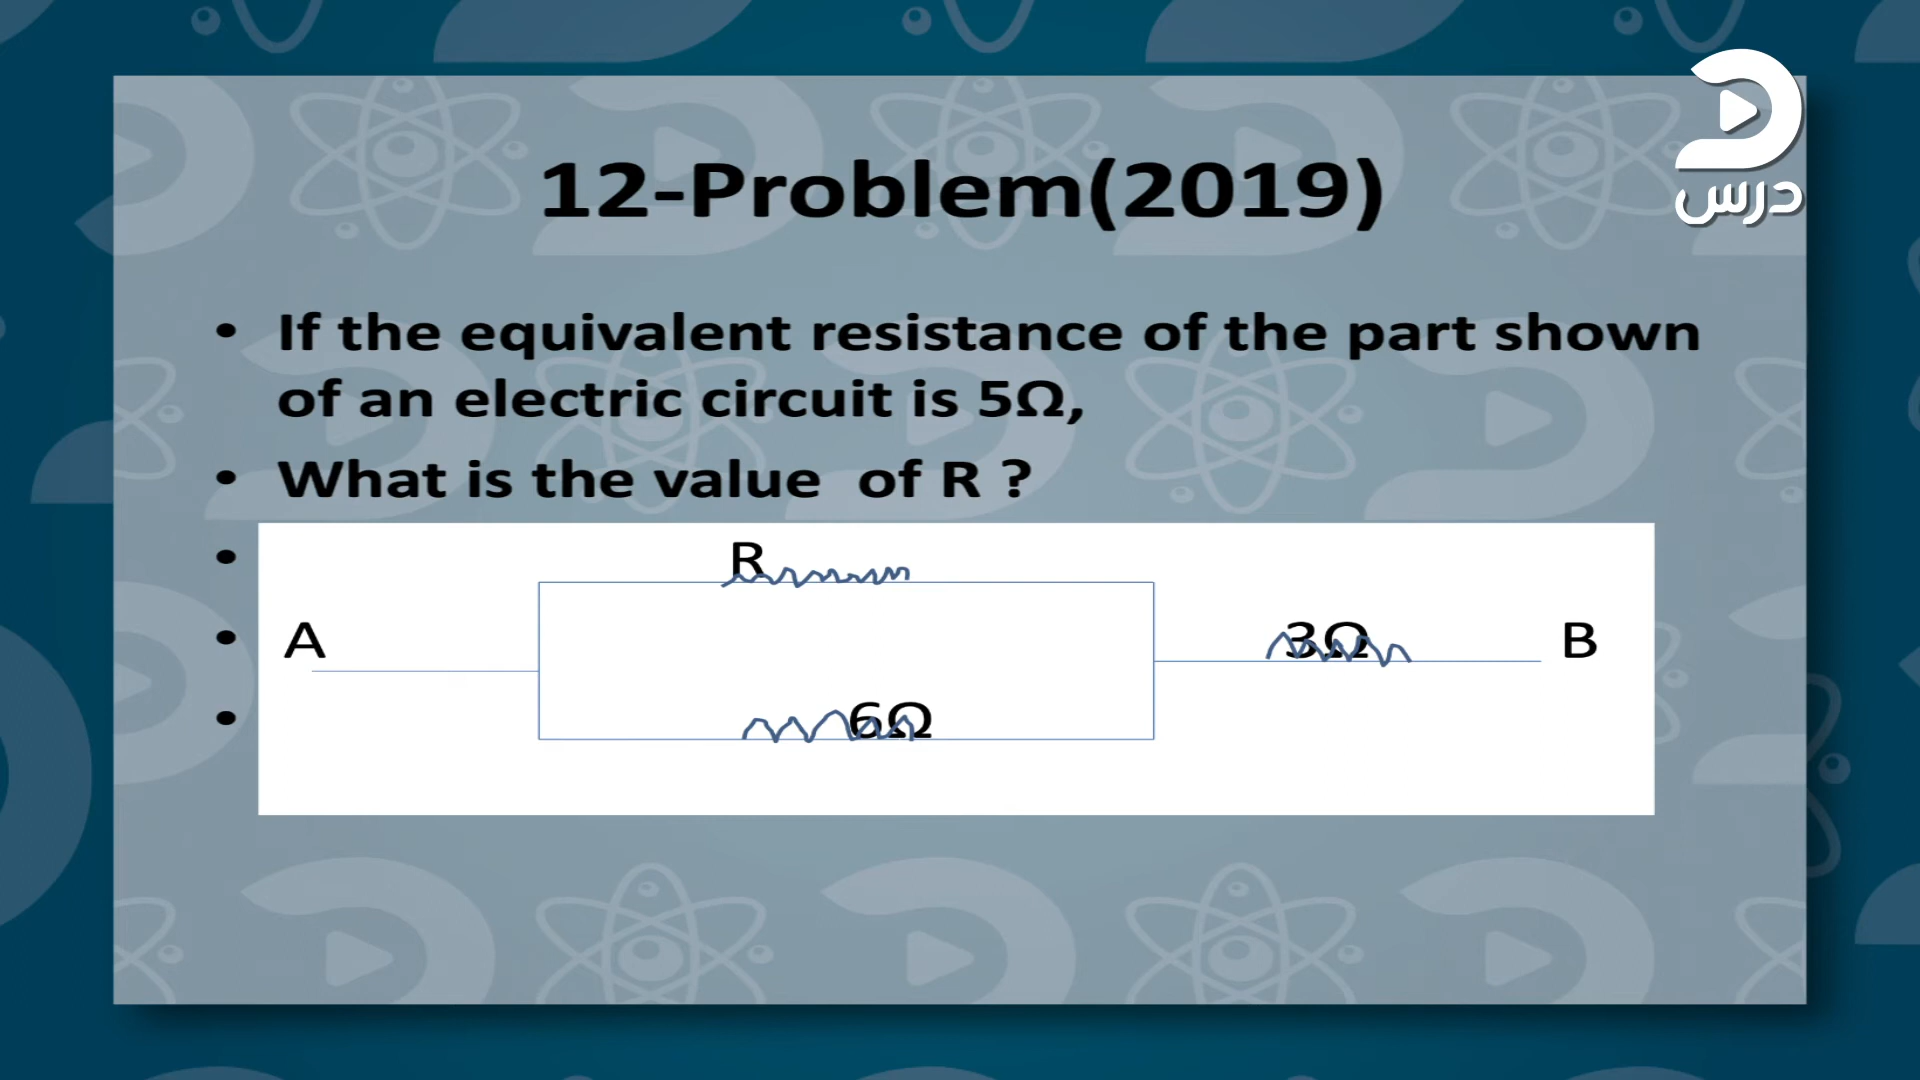 درس
12-Problem(2019)
• If the equivalent resistance of the part shown
of an electric circuit is 5Ω,
• What is the value of R ?
• R
• A 3Ω B
• 6Ω